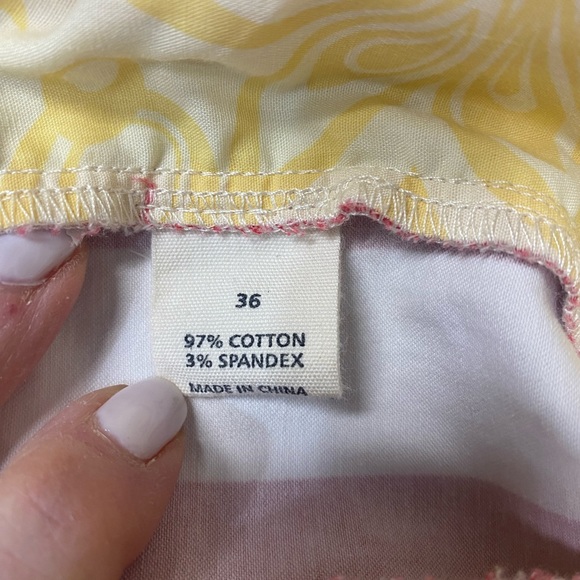 36
97% COTTON
3% SPANDEX
MADE IN CHINA